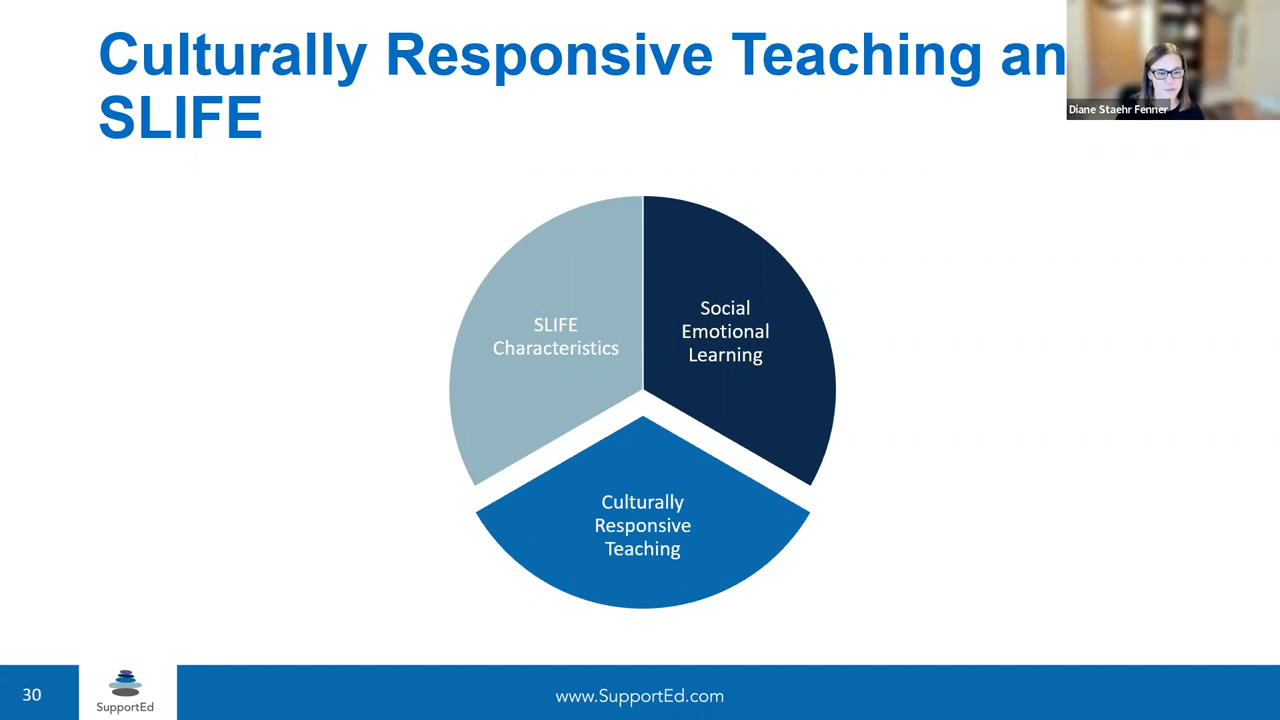 Culturally Responsive Teaching an
SLIFE
Diane Staehr Fenner
SLIFE
Characteristics
Social
Emotional
Learning
Culturally
Responsive
Teaching
30
SupportEd
www.SupportEd.com